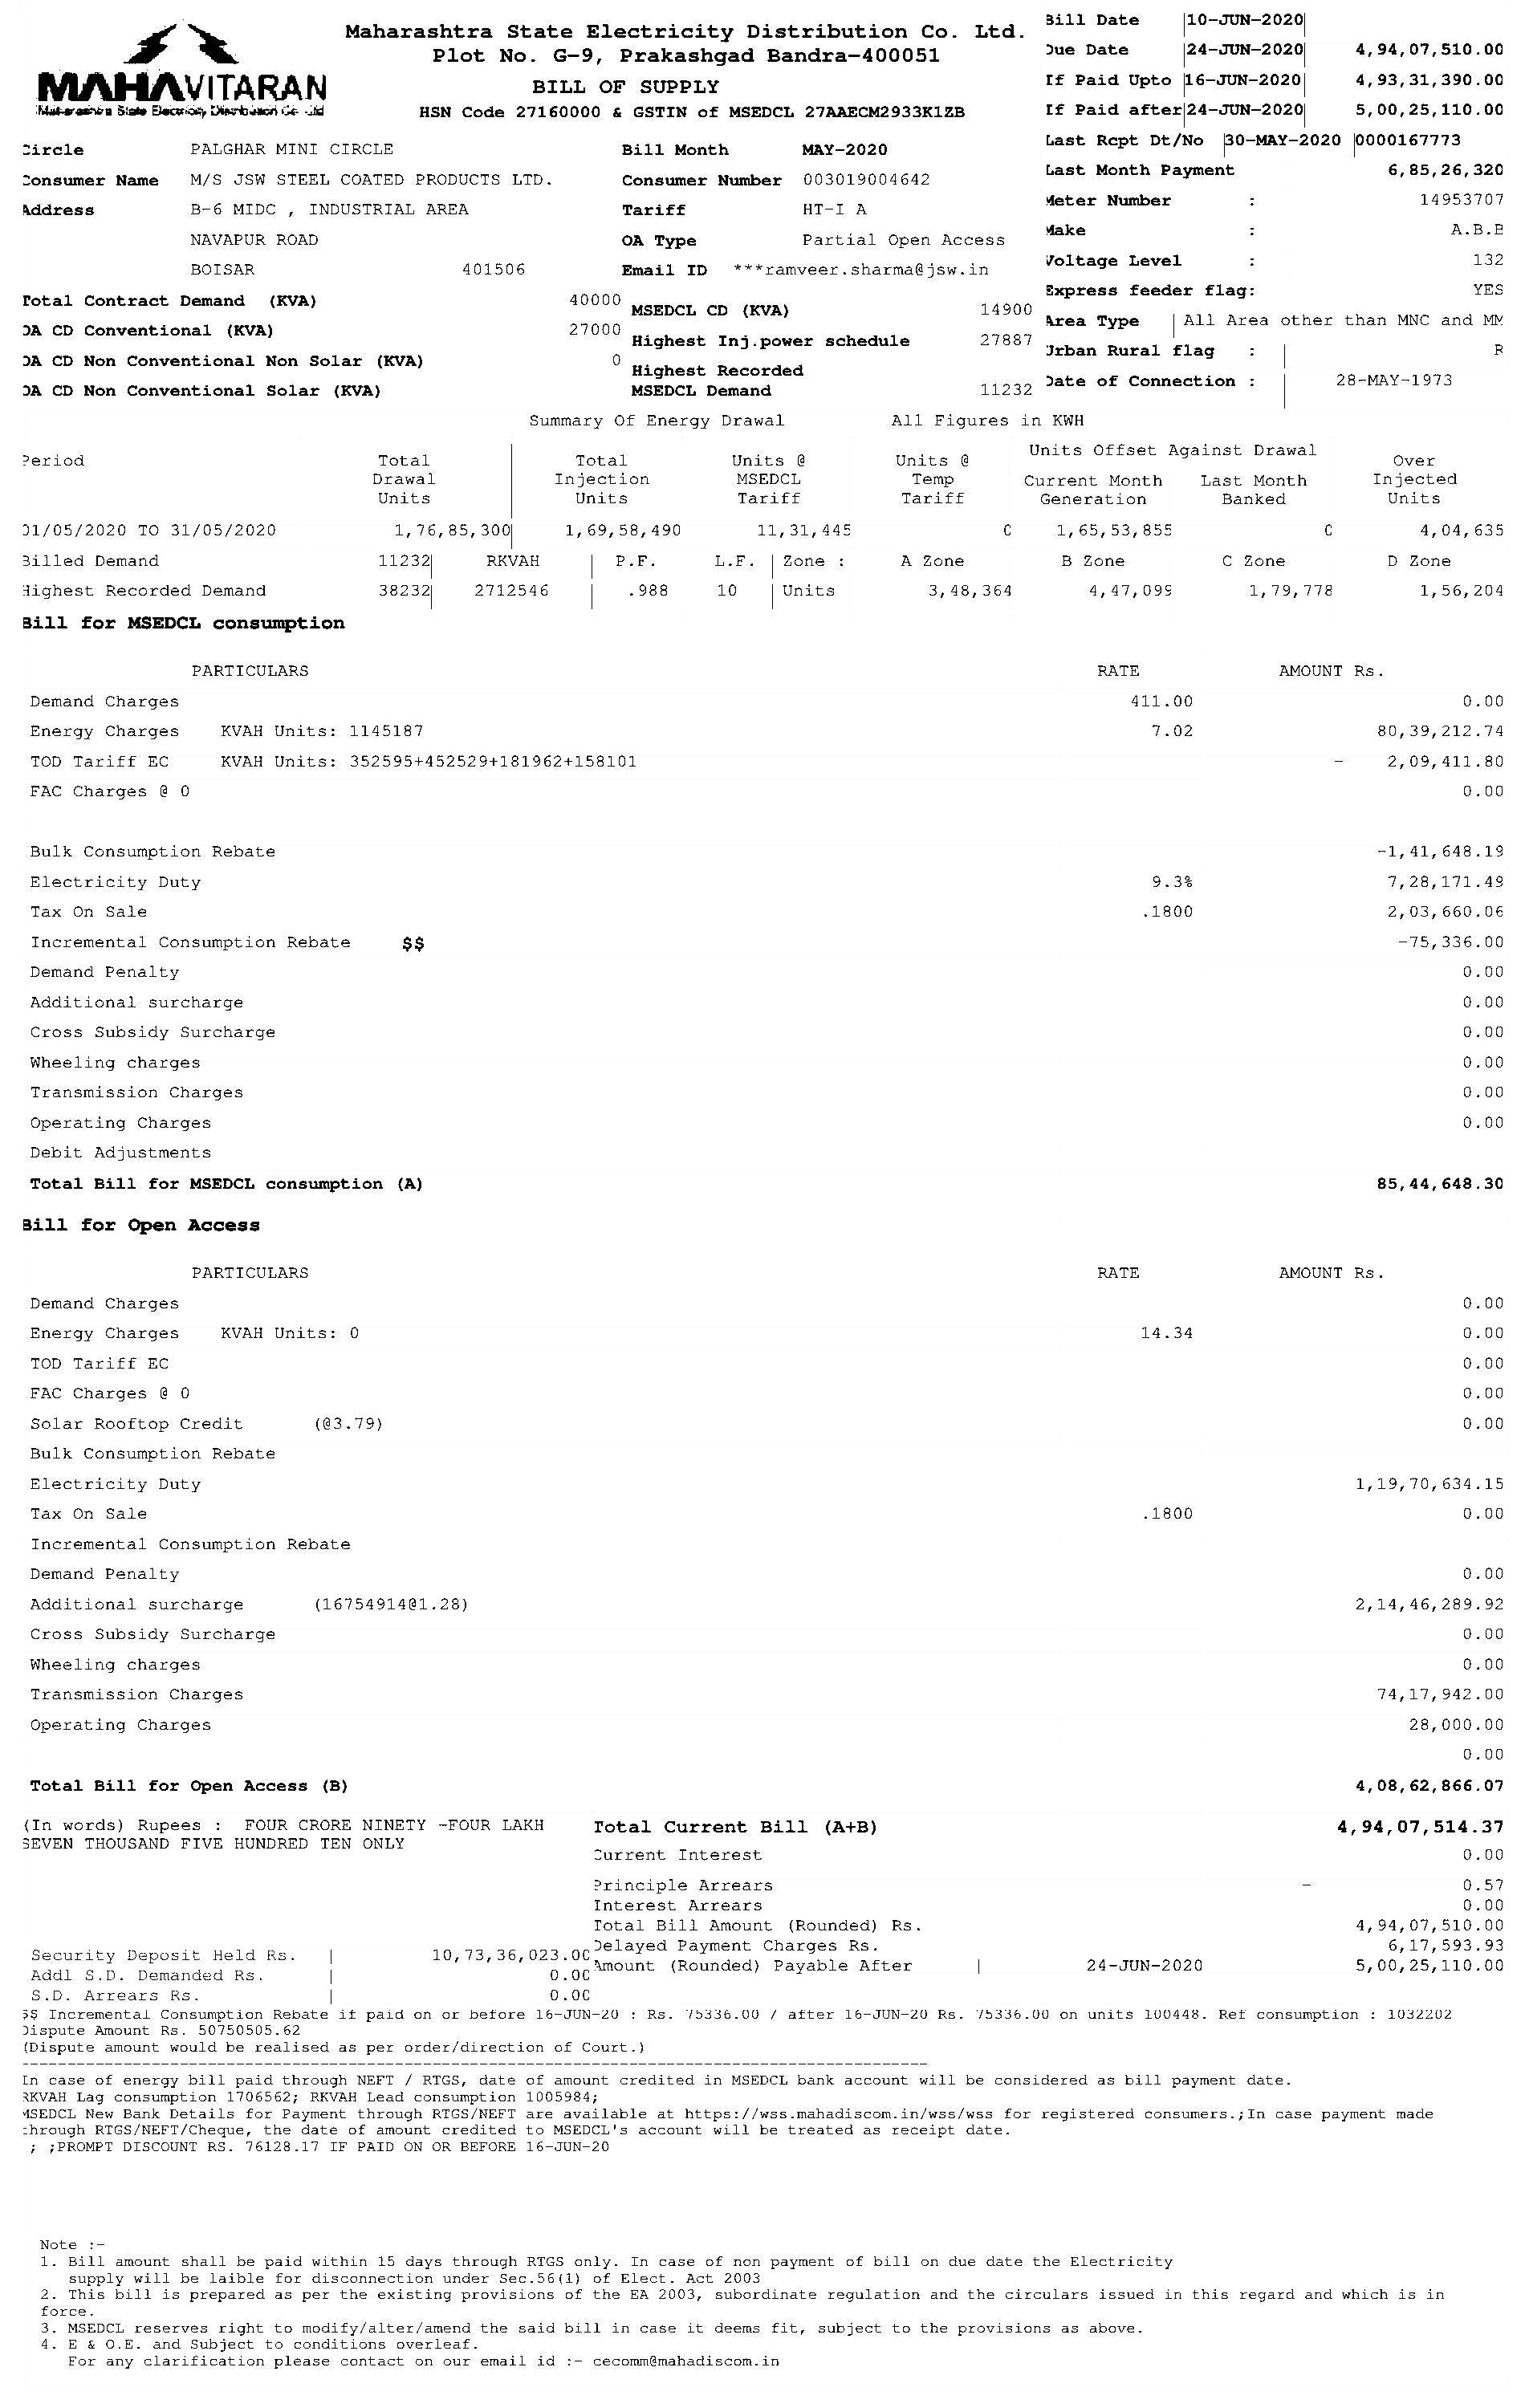 MAHAVITARAN
Maharashtra State Electricity Distribution Co. Ltd
Maharashtra State Electricity Distribution Co. Ltd.
Plot No. G-9, Prakashgad Bandra-400051
BILL OF SUPPLY
HSN Code 27160000 & GSTIN of MSEDCL 27AAECM2933K1ZB
Bill Date 10-JUN-2020
Due Date 24-JUN-2020 4,94,07,510.00
If Paid Upto 16-JUN-2020 4,93,31,390.00
If Paid after 24-JUN-2020 5,00,25,110.00
Last Rcpt Dt/No 30-MAY-2020 0000167773
Last Month Payment 6,85,26,320
Meter Number : 14953707
Make : A.B.B
Voltage Level : 132
Express feeder flag: YES
Area Type All Area other than MNC and MM
Urban Rural flag : R
Date of Connection : 28-MAY-1973
Circle PALGHAR MINI CIRCLE Bill Month MAY-2020
Consumer Name M/S JSW STEEL COATED PRODUCTS LTD. Consumer Number 003019004642
Address B-6 MIDC , INDUSTRIAL AREA Tariff HT-I A
NAVAPUR ROAD OA Type Partial Open Access
BOISAR 401506 Email ID ***ramveer.sharma@jsw.in
Total Contract Demand (KVA) 40000 MSEDCL CD (KVA) 14900
OA CD Conventional (KVA) 27000 Highest Inj.power schedule 27887
OA CD Non Conventional Non Solar (KVA) 0 Highest Recorded
OA CD Non Conventional Solar (KVA) MSEDCL Demand 11232
Summary Of Energy Drawal All Figures in KWH
Period Total Drawal Units Total Injection Units Units @ MSEDCL Tariff Units @ Temp Tariff Units Offset Against Drawal Current Month Generation Last Month Banked Over Injected Units
01/05/2020 TO 31/05/2020 1,76,85,300 1,69,58,490 11,31,445 0 1,65,53,855 0 4,04,635
Billed Demand 11232 RKVAH P.F. L.F. Zone : A Zone B Zone C Zone D Zone
Highest Recorded Demand 38232 2712546 .988 10 Units 3,48,364 4,47,099 1,79,778 1,56,204
Bill for MSEDCL consumption
PARTICULARS RATE AMOUNT Rs.
Demand Charges 411.00 0.00
Energy Charges KVAH Units: 1145187 7.02 80,39,212.74
TOD Tariff EC KVAH Units: 352595+452529+181962+158101 - 2,09,411.80
FAC Charges @ 0 0.00
Bulk Consumption Rebate -1,41,648.19
Electricity Duty 9.3% 7,28,171.49
Tax On Sale .1800 2,03,660.06
Incremental Consumption Rebate $$ -75,336.00
Demand Penalty 0.00
Additional surcharge 0.00
Cross Subsidy Surcharge 0.00
Wheeling charges 0.00
Transmission Charges 0.00
Operating Charges 0.00
Debit Adjustments
Total Bill for MSEDCL consumption (A) 85,44,648.30
Bill for Open Access
PARTICULARS RATE AMOUNT Rs.
Demand Charges 0.00
Energy Charges KVAH Units: 0 14.34 0.00
TOD Tariff EC 0.00
FAC Charges @ 0 0.00
Solar Rooftop Credit (@3.79) 0.00
Bulk Consumption Rebate
Electricity Duty 1,19,70,634.15
Tax On Sale .1800 0.00
Incremental Consumption Rebate
Demand Penalty 0.00
Additional surcharge (16754914@1.28) 2,14,46,289.92
Cross Subsidy Surcharge 0.00
Wheeling charges 0.00
Transmission Charges 74,17,942.00
Operating Charges 28,000.00
0.00
Total Bill for Open Access (B) 4,08,62,866.07
(In words) Rupees : FOUR CRORE NINETY -FOUR LAKH
SEVEN THOUSAND FIVE HUNDRED TEN ONLY
Total Current Bill (A+B) 4,94,07,514.37
Current Interest 0.00
Principle Arrears - 0.57
Interest Arrears 0.00
Total Bill Amount (Rounded) Rs. 4,94,07,510.00
Delayed Payment Charges Rs. 6,17,593.93
Amount (Rounded) Payable After 24-JUN-2020 5,00,25,110.00
Security Deposit Held Rs. 10,73,36,023.00
Addl S.D. Demanded Rs. 0.00
S.D. Arrears Rs. 0.00
$$ Incremental Consumption Rebate if paid on or before 16-JUN-20 : Rs. 75336.00 / after 16-JUN-20 Rs. 75336.00 on units 100448. Ref consumption : 1032202
Dispute Amount Rs. 50750505.62
(Dispute amount would be realised as per order/direction of Court.)
In case of energy bill paid through NEFT / RTGS, date of amount credited in MSEDCL bank account will be considered as bill payment date.
RKVAH Lag consumption 1706562; RKVAH Lead consumption 1005984;
MSEDCL New Bank Details for Payment through RTGS/NEFT are available at https://wss.mahadiscom.in/wss/wss for registered consumers.;In case payment made
through RTGS/NEFT/Cheque, the date of amount credited to MSEDCL's account will be treated as receipt date.
; ;PROMPT DISCOUNT RS. 76128.17 IF PAID ON OR BEFORE 16-JUN-20
Note :-
1. Bill amount shall be paid within 15 days through RTGS only. In case of non payment of bill on due date the Electricity
supply will be laible for disconnection under Sec.56(1) of Elect. Act 2003
2. This bill is prepared as per the existing provisions of the EA 2003, subordinate regulation and the circulars issued in this regard and which is in
force.
3. MSEDCL reserves right to modify/alter/amend the said bill in case it deems fit, subject to the provisions as above.
4. E & O.E. and Subject to conditions overleaf.
For any clarification please contact on our email id :- cecomm@mahadiscom.in